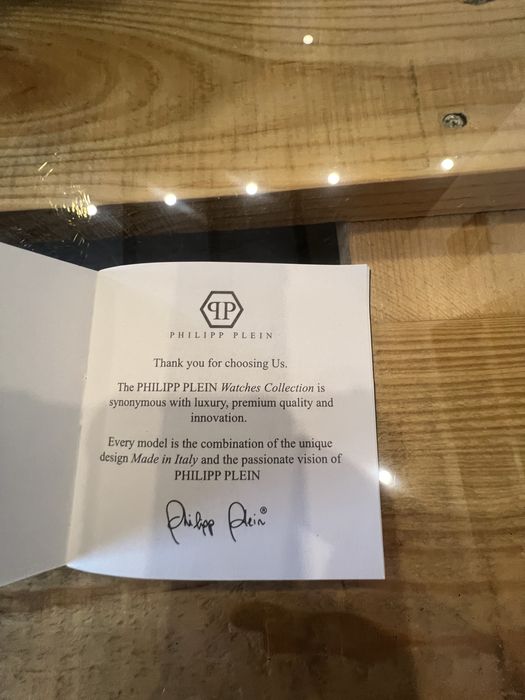 PHILIPP PLEIN
Thank you for choosing Us.
The PHILIPP PLEIN Watches Collection is
synonymous with luxury, premium quality and
innovation.
Every model is the combination of the unique
design Made in Italy and the passionate vision of
PHILIPP PLEIN
Philipp Plein®